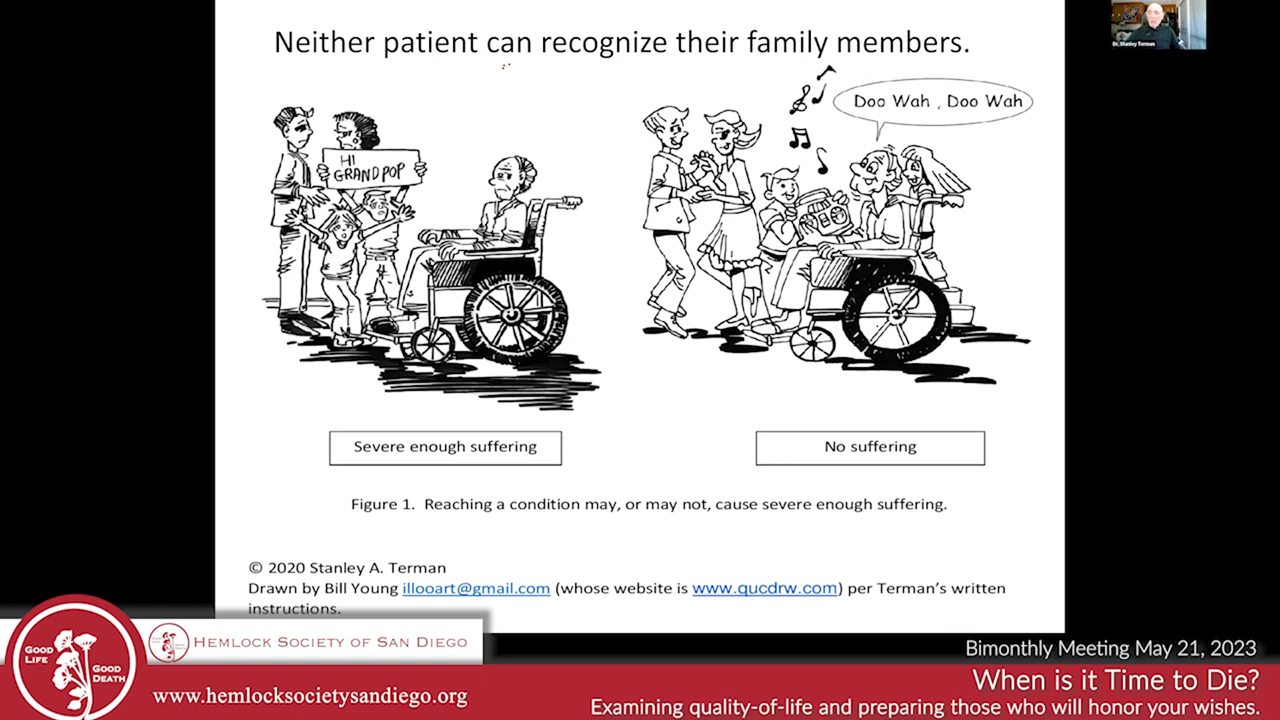 Neither patient can recognize their family members.
Dr. Stanley Terman
HI
GRANDPOP
Doo Wah , Doo Wah
Severe enough suffering
No suffering
Figure 1. Reaching a condition may, or may not, cause severe enough suffering.
© 2020 Stanley A. Terman
Drawn by Bill Young illooart@gmail.com (whose website is www.qucdrw.com) per Terman's written
instructions.
GOOD
LIFE
GOOD
DEATH
HEMLOCK SOCIETY OF SAN DIEGO
www.hemlocksocietysandiego.org
Bimonthly Meeting May 21, 2023
When is it Time to Die?
Examining quality-of-life and preparing those who will honor your wishes.